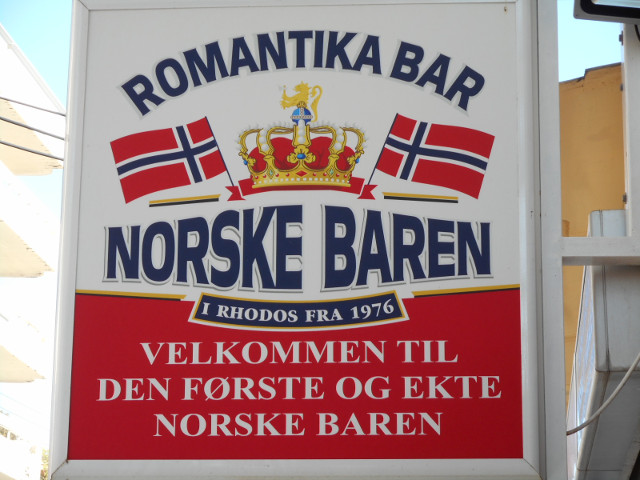 ROMANTIKA BAR
NORSKE BAREN
I RHODOS FRA 1976
VELKOMMEN TIL
DEN FØRSTE OG EKTE
NORSKE BAREN